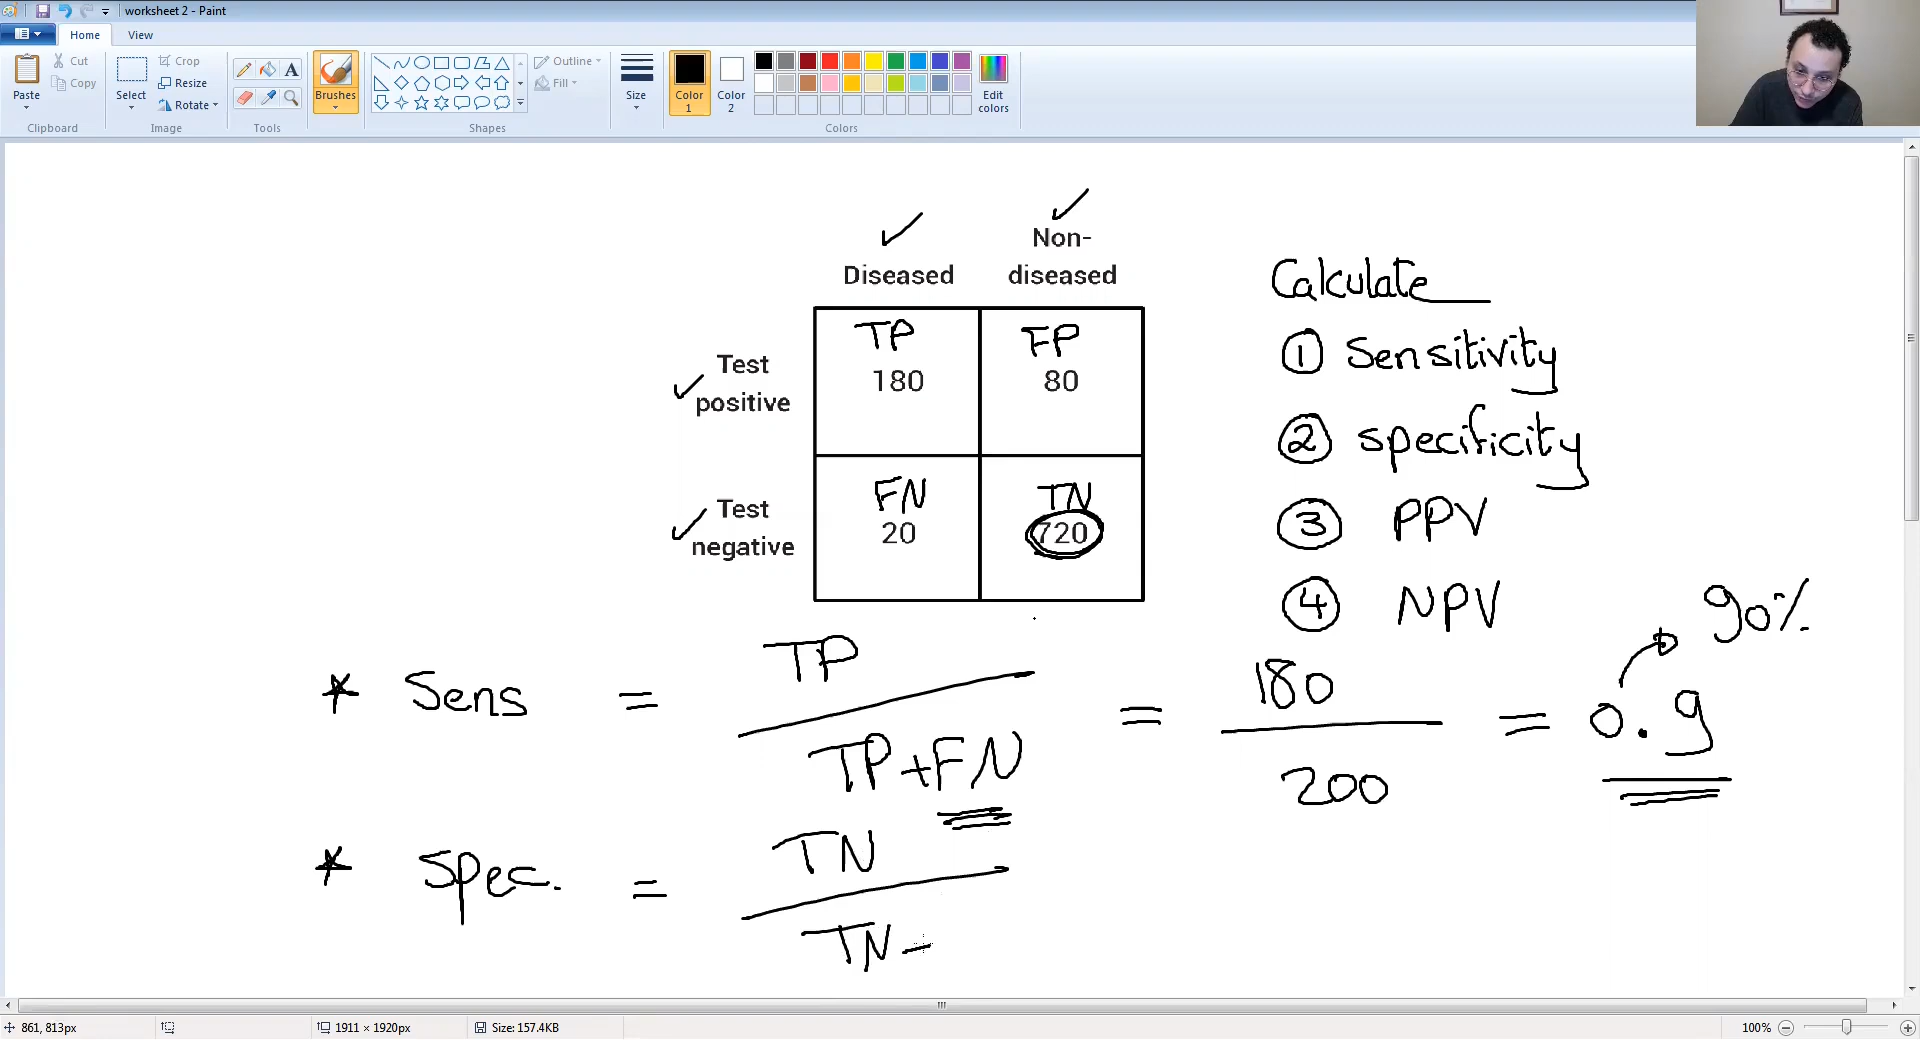 worksheet 2 - Paint
Home View
Paste
Cut
Copy
Clipboard
Select
Crop
Resize
Rotate
Image
A
Tools
Brushes
Outline
Fill
Shapes
Size
Color 1
Color 2
Edit colors
Colors
Diseased
Non-diseased
Test positive
TP
180
FP
80
Test negative
FN
20
TN
720
Calculate
1 Sensitivity
2 Specificity
3 PPV
4 NPV
* Sens = TP / TP+FN = 180 / 200 = 0.9
90%
* Spec. = TN / TN -
861, 813px
1911 × 1920px
Size: 157.4KB
100%